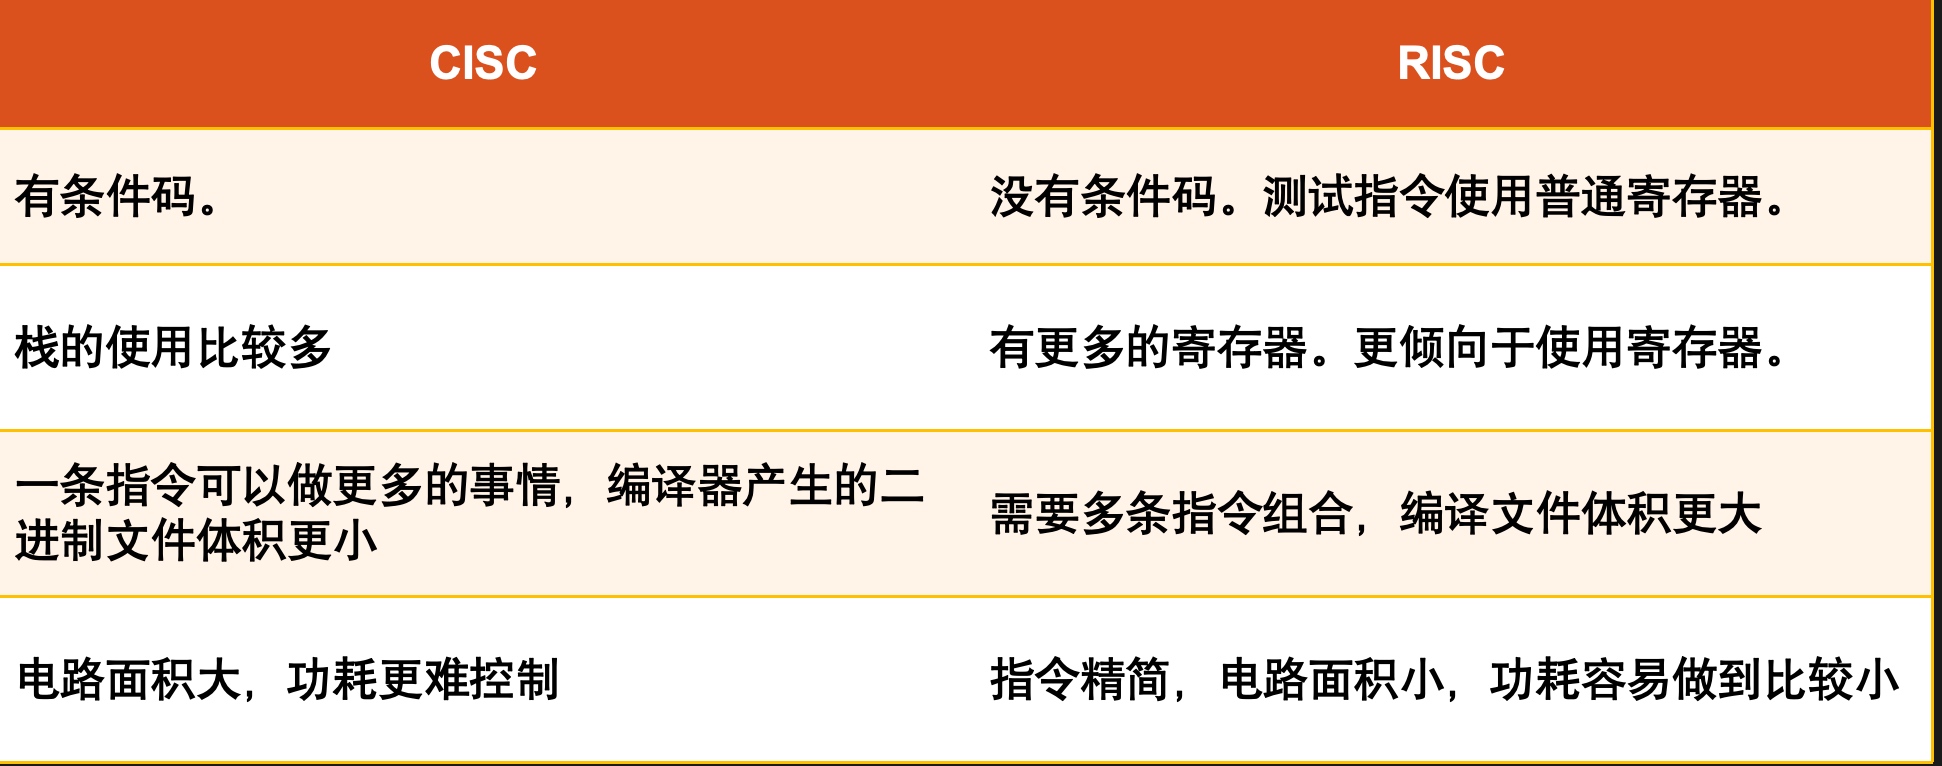 CISC
RISC
有条件码。
没有条件码。测试指令使用普通寄存器。
栈的使用比较多
有更多的寄存器。更倾向于使用寄存器。
一条指令可以做更多的事情，编译器产生的二
进制文件体积更小
需要多条指令组合，编译文件体积更大
电路面积大，功耗更难控制
指令精简，电路面积小，功耗容易做到比较小